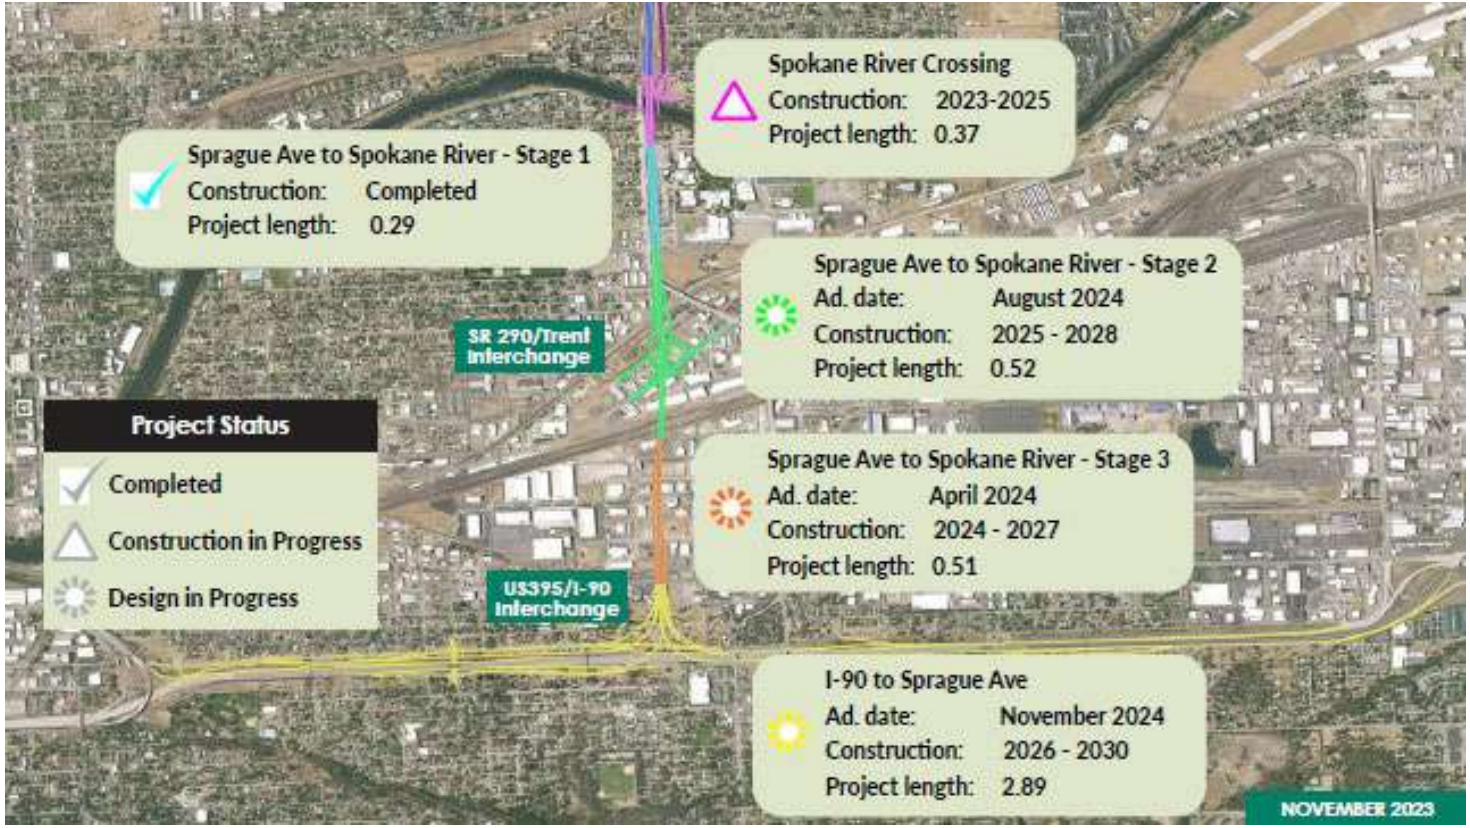 Spokane River Crossing
Construction: 2023-2025
Project length: 0.37
Sprague Ave to Spokane River - Stage 1
Construction: Completed
Project length: 0.29
Sprague Ave to Spokane River - Stage 2
Ad. date: August 2024
Construction: 2025 - 2028
Project length: 0.52
SR 290/Trent
Interchange
Project Status
Completed
Construction in Progress
Design in Progress
Sprague Ave to Spokane River - Stage 3
Ad. date: April 2024
Construction: 2024 - 2027
Project length: 0.51
US395/I-90
Interchange
I-90 to Sprague Ave
Ad. date: November 2024
Construction: 2026 - 2030
Project length: 2.89
NOVEMBER 2023